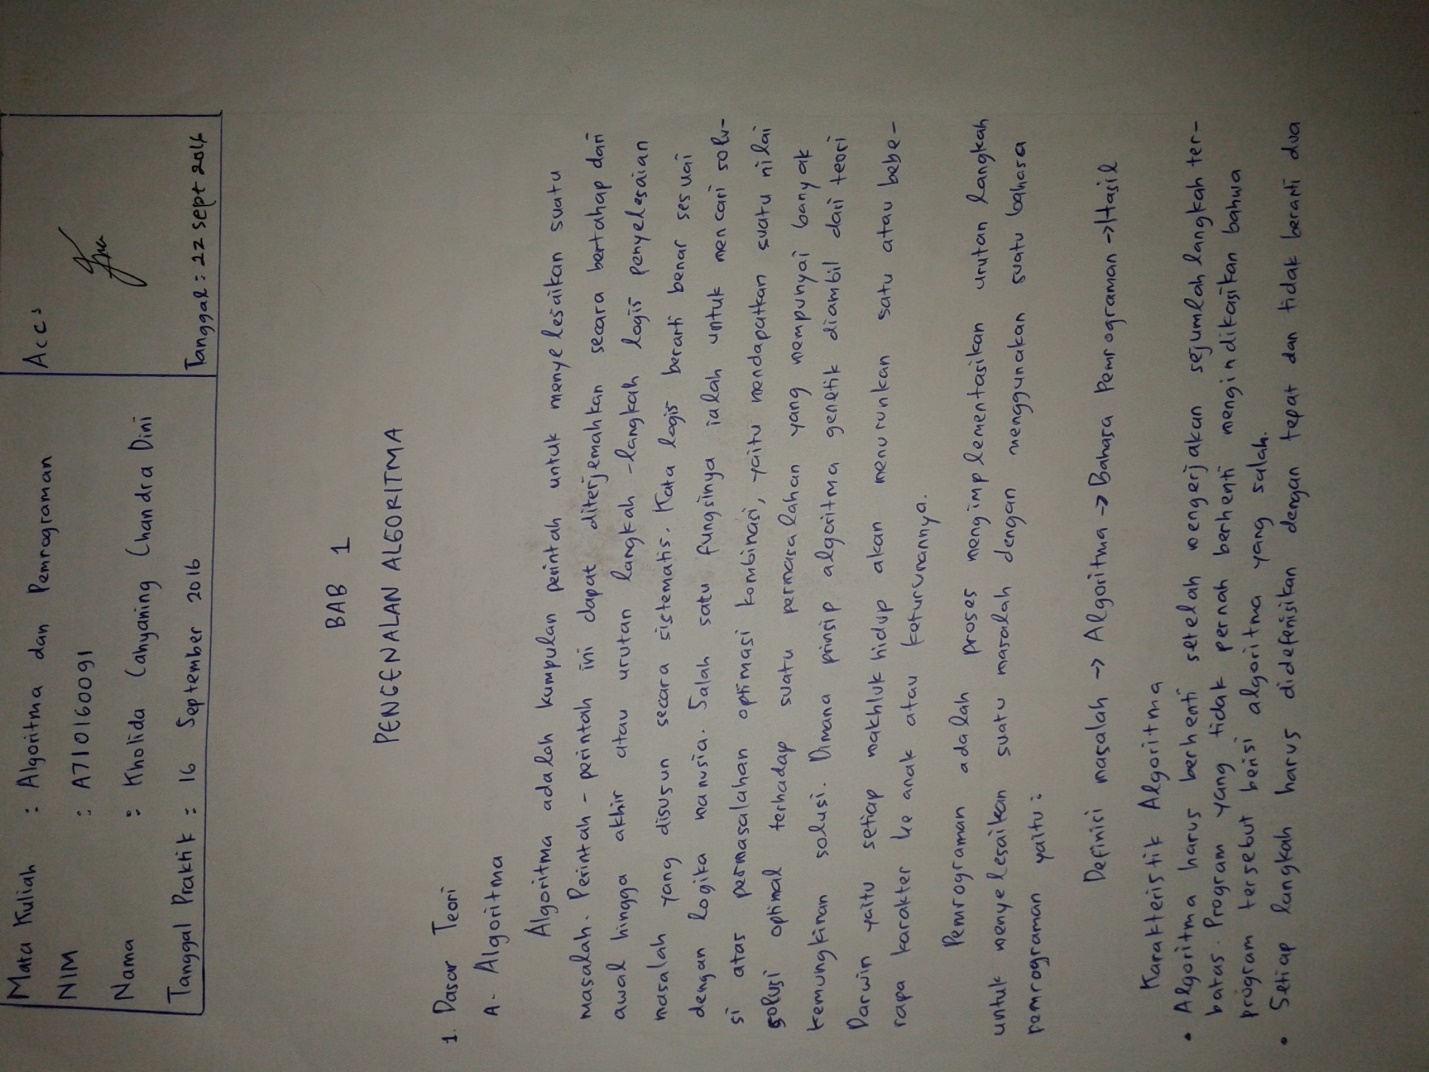 Mata Kuliah : Algoritma dan Pemrograman
NIM : A710160091
Nama : Kholida Cahyaning Chandra Dini
Tanggal Praktik : 16 September 2016
Acc :
Tanggal : 22 Sept 2016
BAB 1
PENGENALAN ALGORITMA
1. Dasar Teori
A. Algoritma
Algoritma adalah kumpulan perintah untuk menyelesaikan suatu
masalah. Perintah - perintah ini dapat diterjemahkan secara bertahap dari
awal hingga akhir atau urutan langkah - langkah logis penyelesaian
masalah yang disusun secara sistematis. Kata logis berarti benar sesuai
dengan logika manusia. Salah satu fungsinya ialah untuk mencari solu-
si atas permasalahan optimasi kombinasi, yaitu mendapatkan suatu nilai
solusi optimal terhadap suatu permasalahan yang mempunyai banyak
kemungkinan solusi. Dimana prinsip algoritma genetik diambil dari teori
Darwin yaitu setiap makhluk hidup akan menurunkan satu atau bebe-
rapa karakter ke anak atau keturunannya.
Pemrograman adalah proses mengimplementasikan urutan langkah
untuk menyelesaikan suatu masalah dengan menggunakan suatu bahasa
pemrograman yaitu :
Definisi masalah -> Algoritma -> Bahasa Pemrograman -> Hasil
Karakteristik Algoritma
• Algoritma harus berhenti setelah mengerjakan sejumlah langkah ter-
batas. Program yang tidak pernah berhenti mengindikasikan bahwa
program tersebut berisi algoritma yang salah.
• Setiap langkah harus didefenisikan dengan tepat dan tidak berarti dua